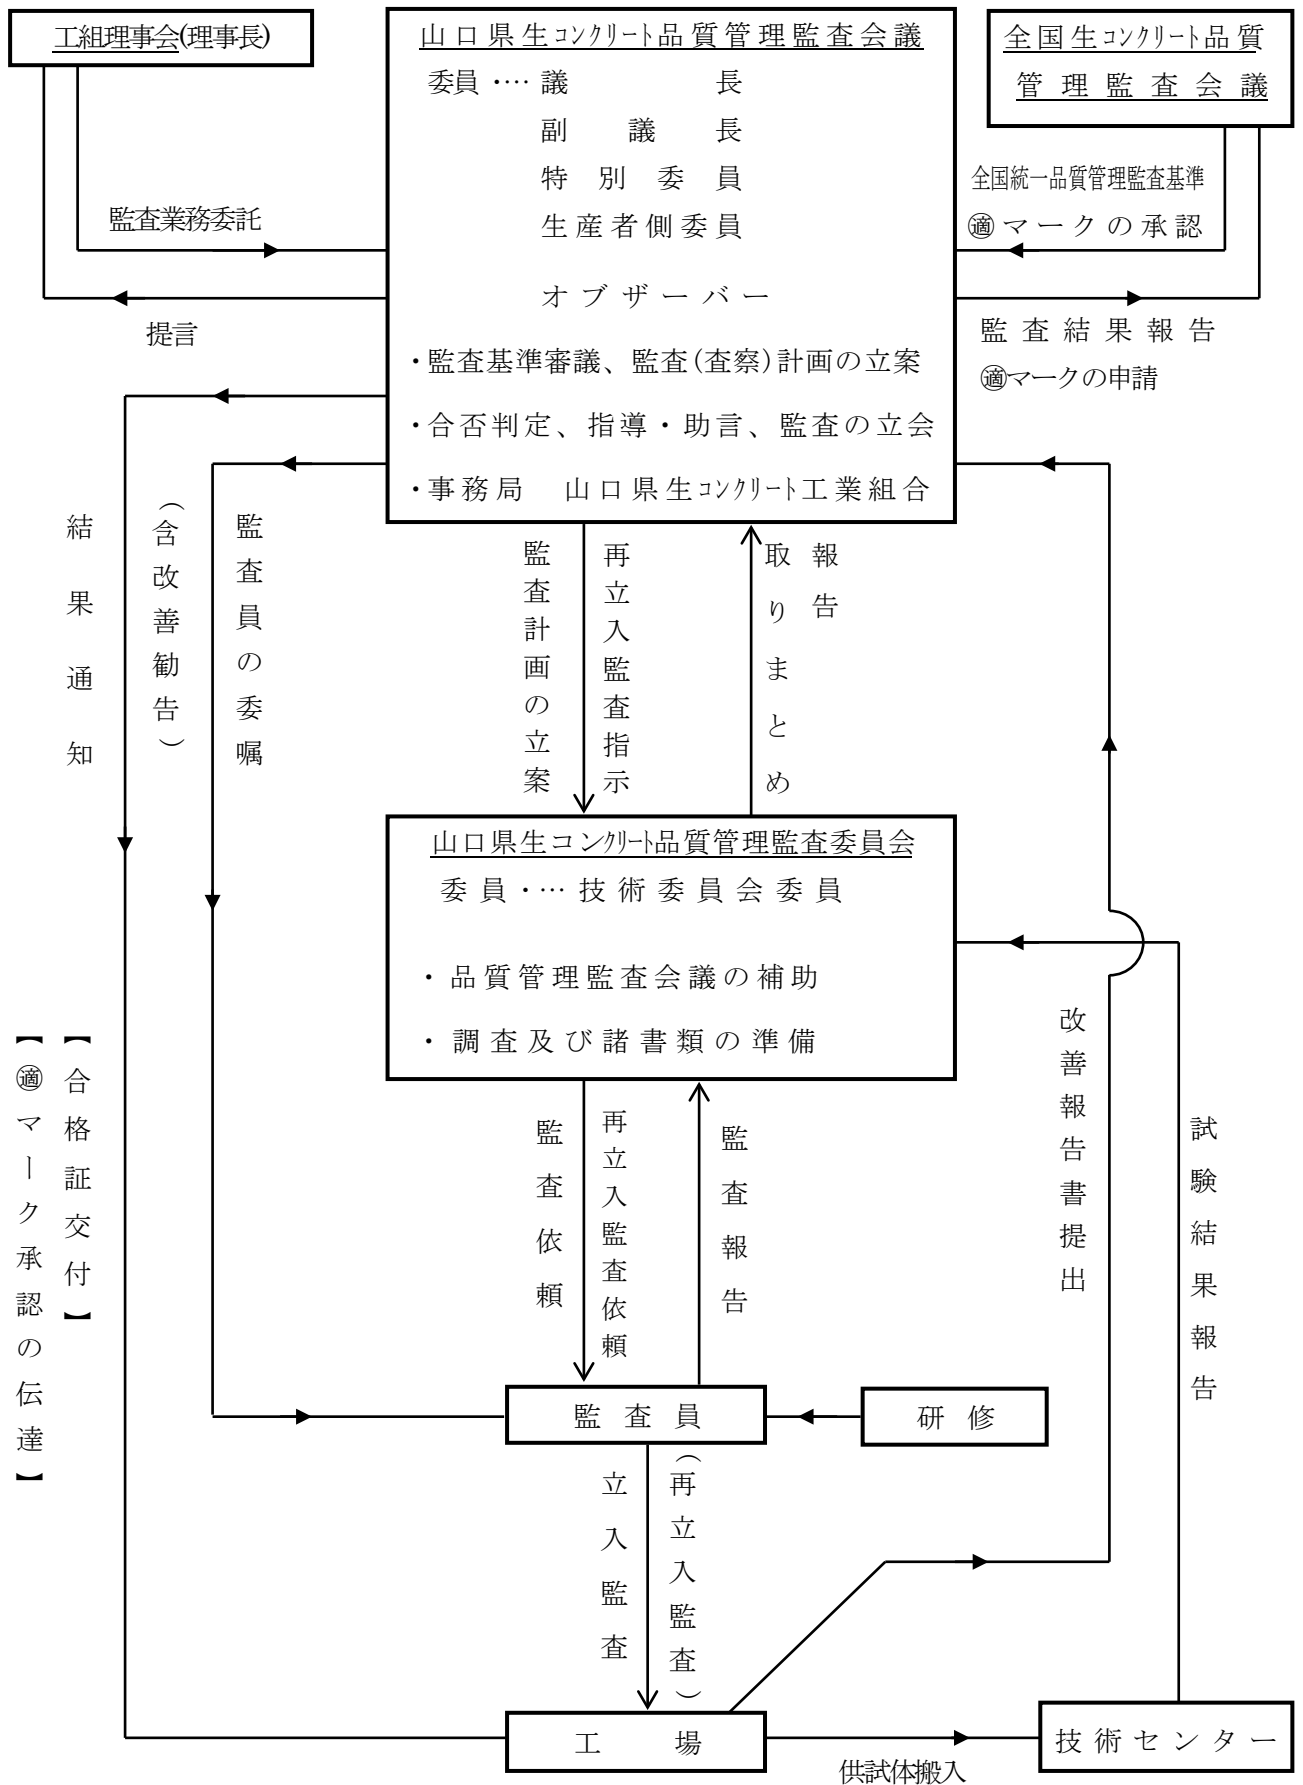 工組理事会(理事長)
山口県生コンクリート品質管理監査会議
委員‥‥議長
副議長
特別委員
生産者側委員
オブザーバー
・監査基準審議、監査(査察)計画の立案
・合否判定、指導・助言、監査の立会
・事務局 山口県生コンクリート工業組合
全国生コンクリート品質
管理監査会議
監査業務委託
提言
全国統一品質管理監査基準
㊜マークの承認
監査結果報告
㊜マークの申請
結果通知
(含改善勧告)
監査員の委嘱
監査計画の立案
再立入監査指示
取りまとめ
報告
山口県生コンクリート品質管理監査委員会
委員‥‥技術委員会委員
・品質管理監査会議の補助
・調査及び諸書類の準備
【合格証交付】
【㊜マーク承認の伝達】
監査依頼
再立入監査依頼
監査報告
改善報告書提出
試験結果報告
監査員
研修
立入監査
(再立入監査)
工場
供試体搬入
技術センター